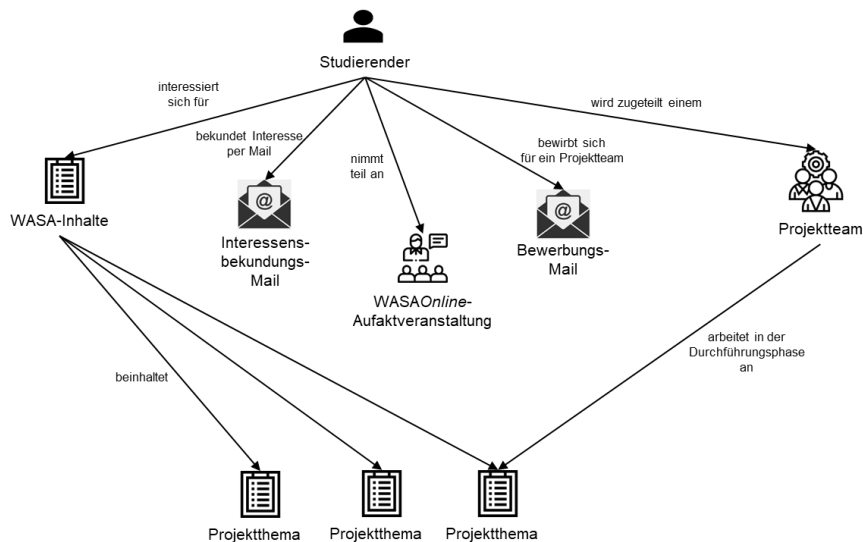 Studierender
interessiert
sich für
wird zugeteilt einem
bekundet Interesse
per Mail
nimmt
teil an
bewirbt sich
für ein Projektteam
@
@
WASA-Inhalte
Interessens-
bekundungs-
Mail
WASAOnline-
Aufaktveranstaltung
Bewerbungs-
Mail
Projektteam
beinhaltet
arbeitet in der
Durchführungsphase
an
Projektthema
Projektthema
Projektthema